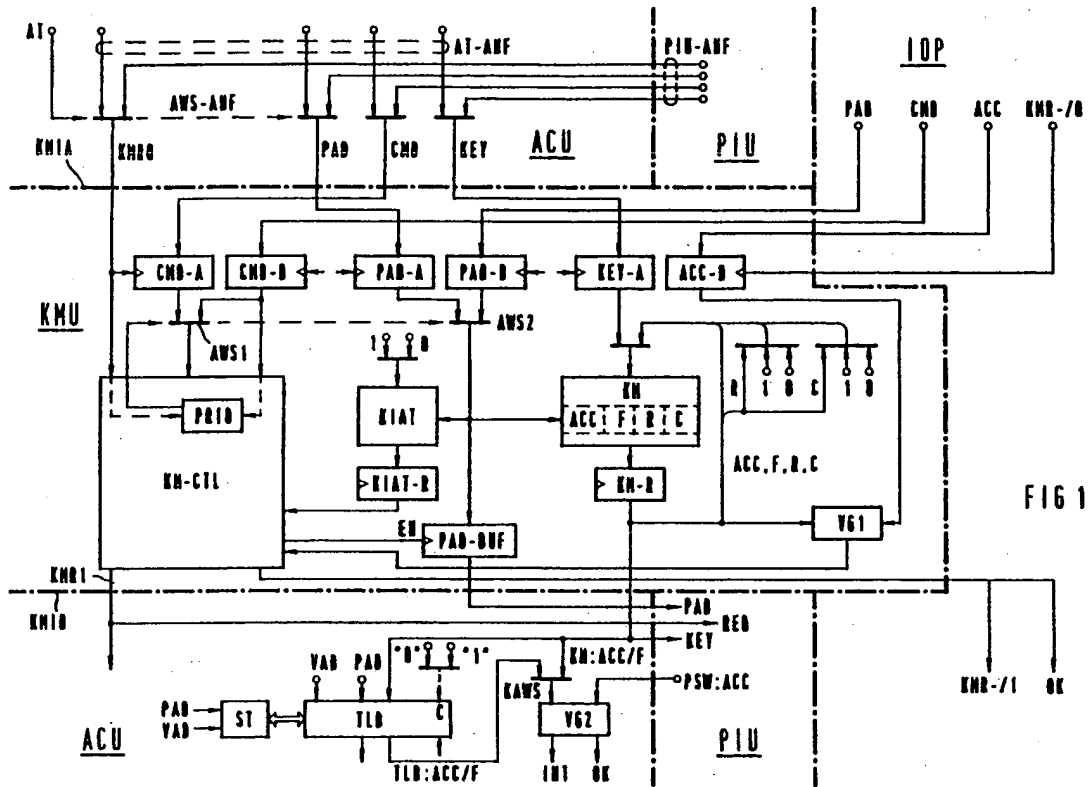 AT
AT-ANF
PIU-ANF
IOP
AWS-ANF
PAD
CMD
ACC
KMR-/0
KMIA
KMR0
PAD
CMD
KEY
ACU
PIU
CMD-A
CMD-B
PAD-A
PAD-B
KEY-A
ACC-B
KMU
AWS1
AWS2
1
0
R
1
0
C
1
0
PRIO
KIAT
KM
ACC
F
R
C
KM-CTL
ACC,F,R,C
KIAT-R
KM-R
FIG 1
EN
PAD-BUF
VG1
KMR1
KMIB
PAD
REQ
KEY
VAD
PAD
"0"
"1"
KM:ACC/F
KAWS
PSW:ACC
KMR-/1
OK
PAD
VAD
ST
TLB
C
VG2
ACU
TLB:ACC/F
INT
OK
PIU